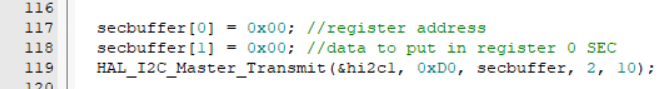 116
117 secbuffer[0] = 0x00; //register address
118 secbuffer[1] = 0x00; //data to put in register 0 SEC
119 HAL_I2C_Master_Transmit(&hi2c1, 0xD0, secbuffer, 2, 10);
120